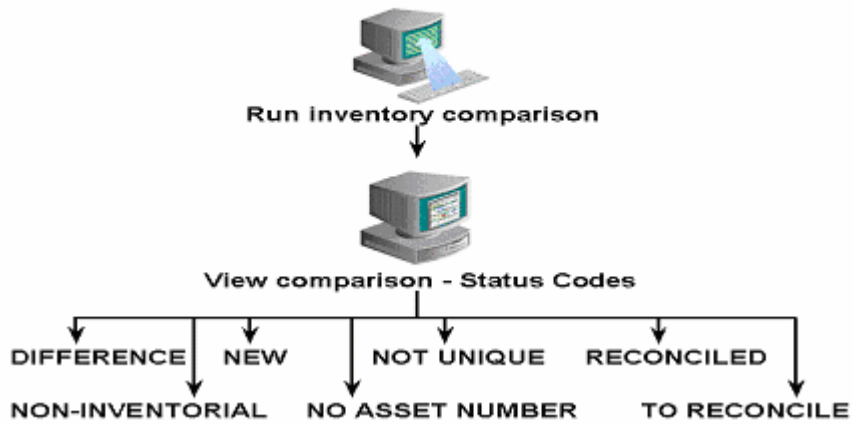 Run inventory comparison
View comparison - Status Codes
DIFFERENCE NEW NOT UNIQUE RECONCILED
NON-INVENTORIAL NO ASSET NUMBER TO RECONCILE